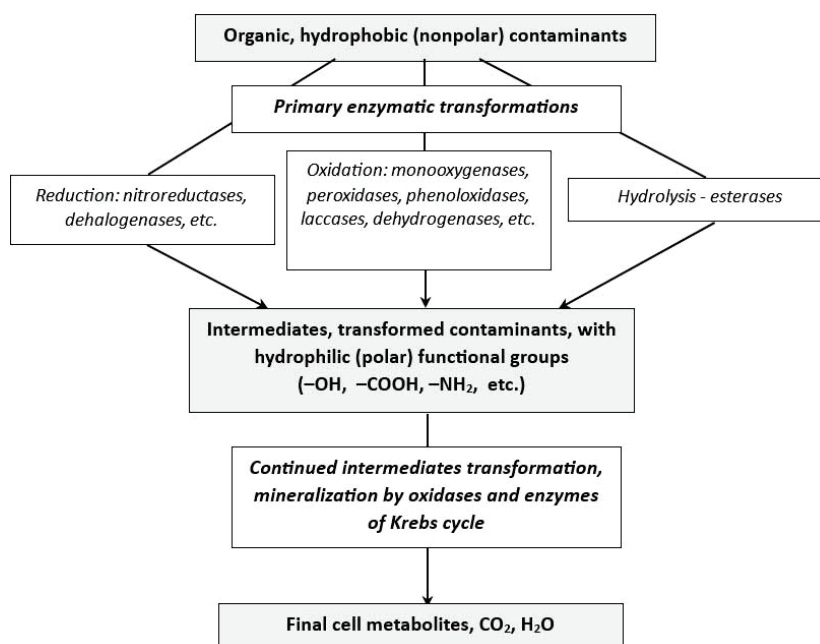 Organic, hydrophobic (nonpolar) contaminants
Primary enzymatic transformations
Reduction: nitroreductases,
dehalogenases, etc.
Oxidation: monooxygenases,
peroxidases, phenoloxidases,
laccases, dehydrogenases, etc.
Hydrolysis - esterases
Intermediates, transformed contaminants, with
hydrophilic (polar) functional groups
(–OH, –COOH, –NH₂, etc.)
Continued intermediates transformation,
mineralization by oxidases and enzymes
of Krebs cycle
Final cell metabolites, CO₂, H₂O